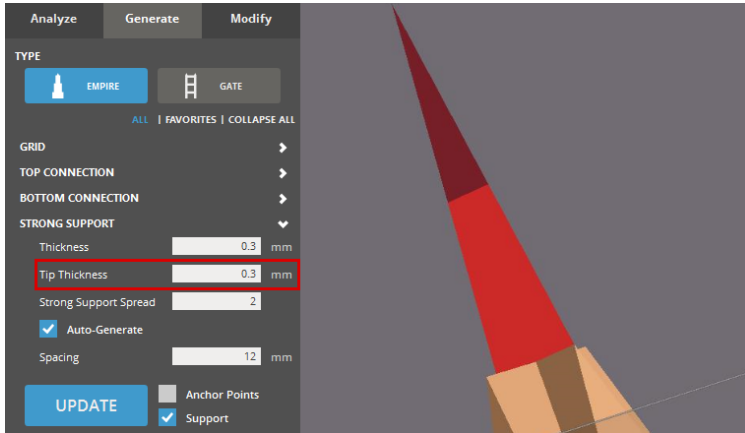 Analyze Generate Modify
TYPE
EMPIRE GATE
ALL | FAVORITES | COLLAPSE ALL
GRID
TOP CONNECTION
BOTTOM CONNECTION
STRONG SUPPORT
Thickness 0.3 mm
Tip Thickness 0.3 mm
Strong Support Spread 2
Auto-Generate
Spacing 12 mm
UPDATE
Anchor Points
Support